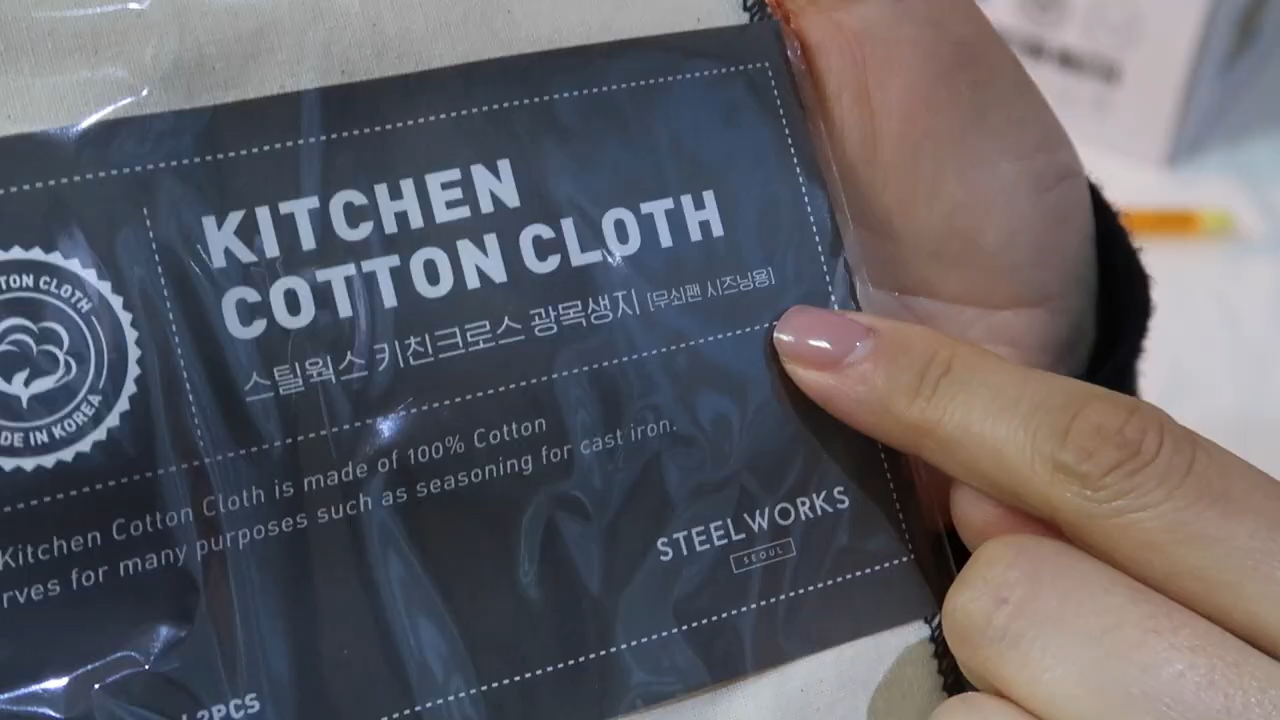 KITCHEN
COTTON CLOTH
스틸웍스 키친크로스 광목생지 [무쇠팬 시즈닝용]
TON CLOTH
DE IN KOREA
Kitchen Cotton Cloth is made of 100% Cotton
rves for many purposes such as seasoning for cast iron.
STEELWORKS
SEOUL
2PCS